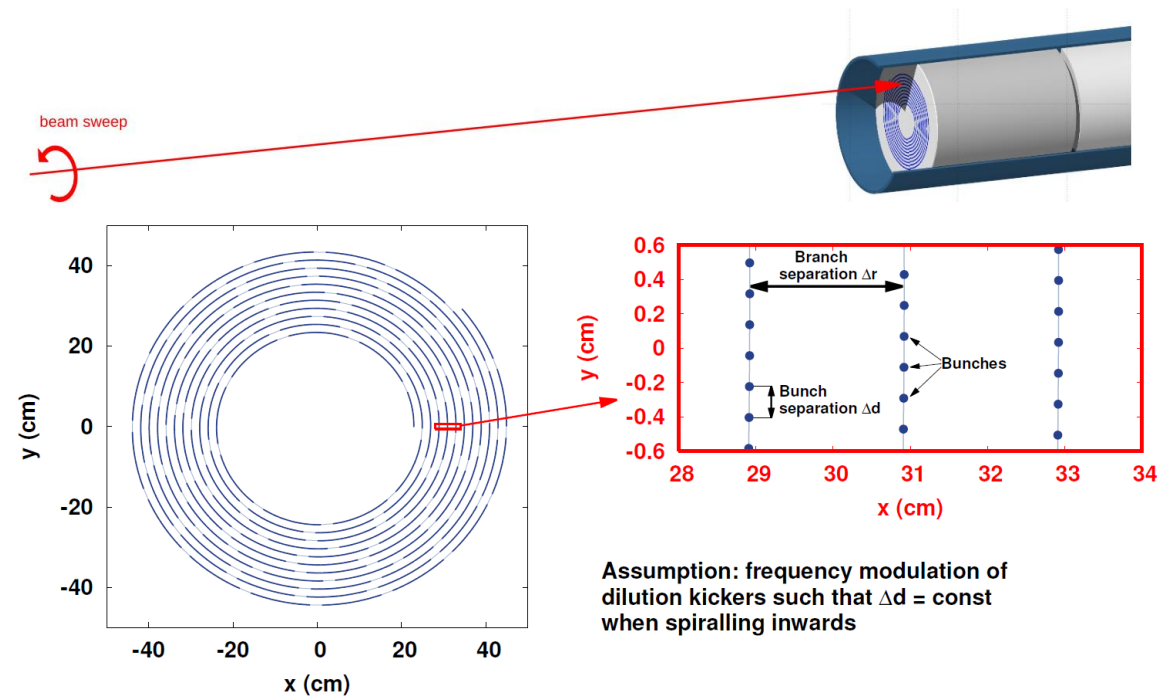 beam sweep
40
20
0
-20
-40
y (cm)
-40 -20 0 20 40
x (cm)
0.6
0.4
0.2
0
-0.2
-0.4
-0.6
y (cm)
Branch
separation Δr
Bunches
Bunch
separation Δd
28 29 30 31 32 33 34
x (cm)
Assumption: frequency modulation of
dilution kickers such that Δd = const
when spiralling inwards